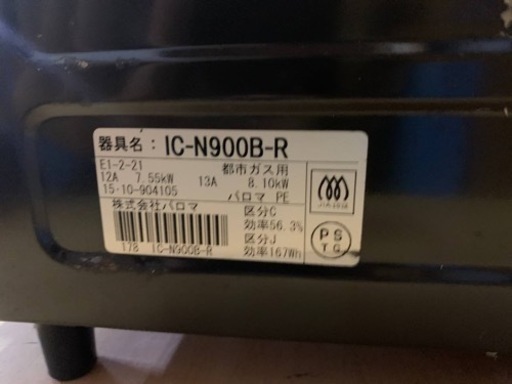 器具名: IC-N900B-R
E1-2-21 都市ガス用
12A 7.55kW 13A 8.10kW
15-10-904105 パロマ PE
株式会社パロマ 区分C
効率56.3%
区分J
178 IC-N900B-R 効率167Wh
PS
TG